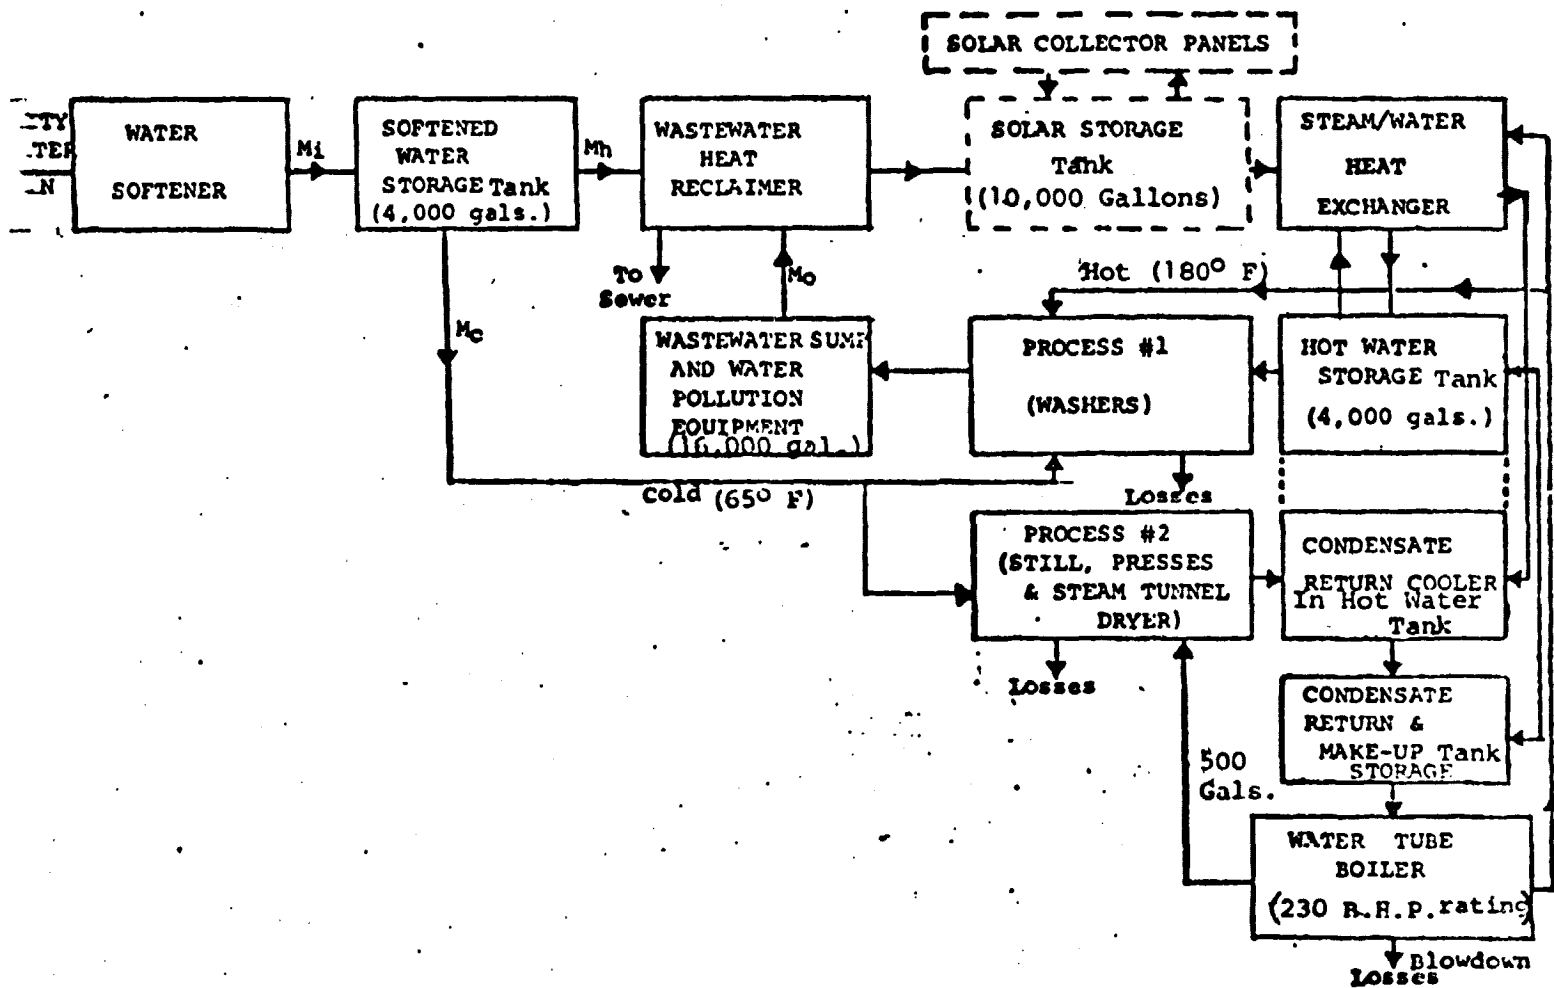 SOLAR COLLECTOR PANELS
WATER
SOFTENER
Mi
SOFTENED
WATER
STORAGE Tank
(4,000 gals.)
Mh
WASTEWATER
HEAT
RECLAIMER
SOLAR STORAGE
Tank
(10,000 Gallons)
STEAM/WATER
HEAT
EXCHANGER
To
Sewer
Mo
Hot (180° F)
Mc
WASTEWATER SUMP
AND WATER
POLLUTION
EQUIPMENT
(16,000 gal.)
PROCESS #1
(WASHERS)
HOT WATER
STORAGE Tank
(4,000 gals.)
Cold (65° F)
Losses
PROCESS #2
(STILL, PRESSES
& STEAM TUNNEL
DRYER)
Losses
CONDENSATE
RETURN COOLER
In Hot Water
Tank
CONDENSATE
RETURN &
MAKE-UP Tank
STORAGE
500
Gals.
WATER TUBE
BOILER
(230 B.H.P. rating)
Blowdown
Losses